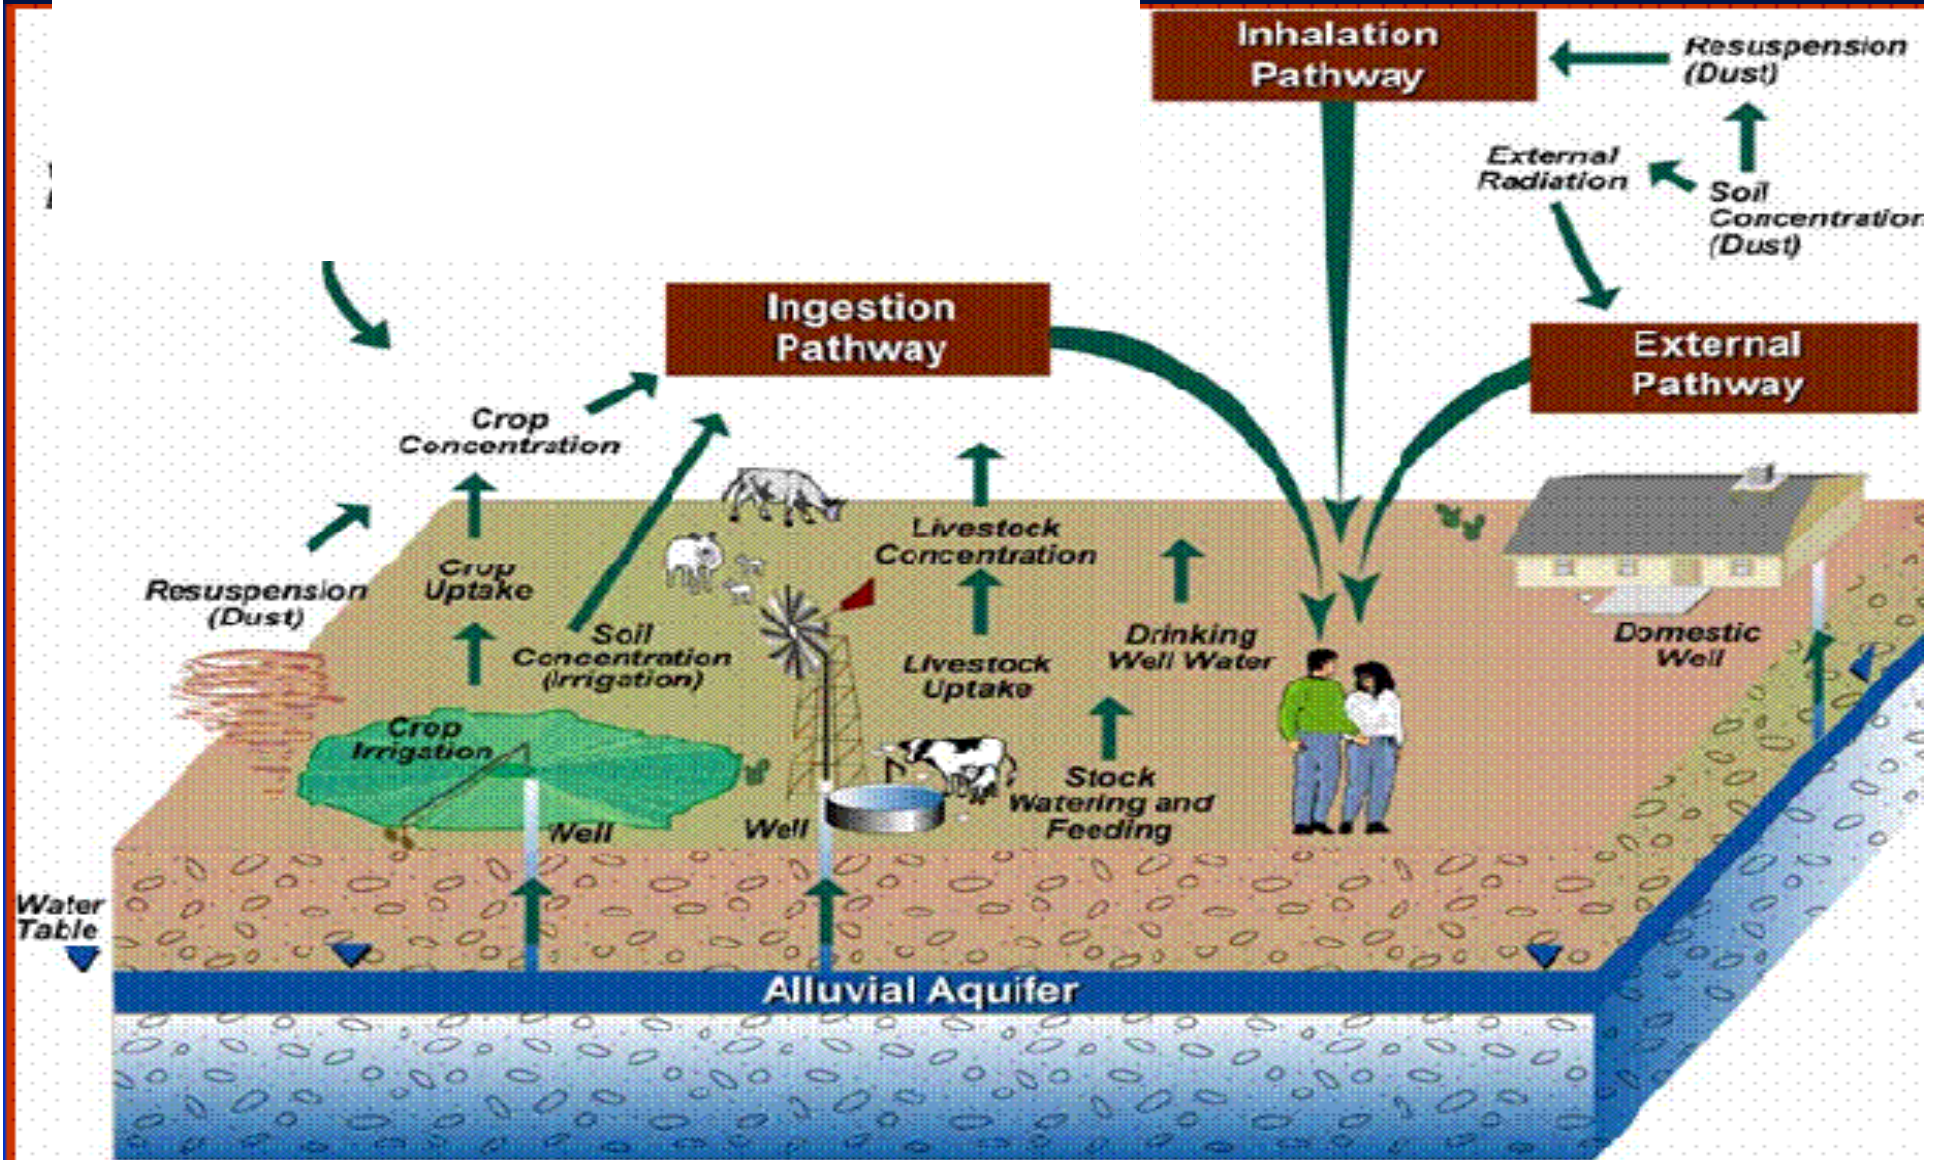 Inhalation
Pathway
Resuspension
(Dust)
External
Radiation
Soil
Concentration
(Dust)
Ingestion
Pathway
External
Pathway
Crop
Concentration
Livestock
Concentration
Crop
Uptake
Resuspension
(Dust)
Soil
Concentration
(Irrigation)
Livestock
Uptake
Drinking
Well Water
Domestic
Well
Crop
Irrigation
Stock
Watering and
Feeding
Well
Well
Water
Table
Alluvial Aquifer